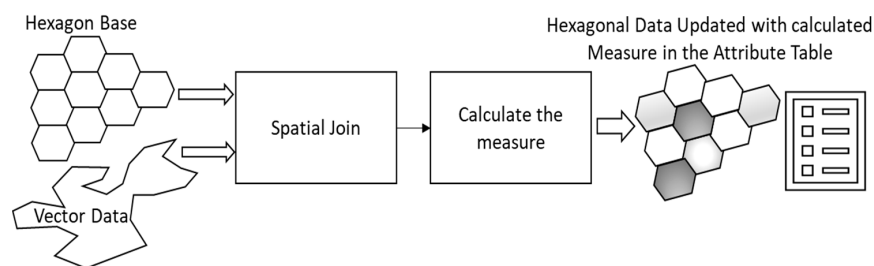 Hexagon Base
Vector Data
Spatial Join
Calculate the
measure
Hexagonal Data Updated with calculated
Measure in the Attribute Table